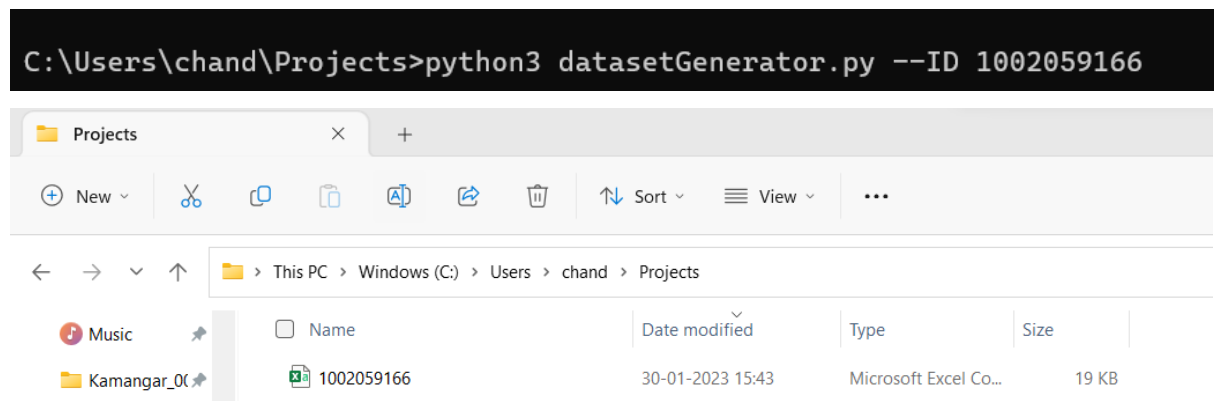 C:\Users\chand\Projects>python3 datasetGenerator.py --ID 1002059166
Projects
New Sort View
> This PC > Windows (C:) > Users > chand > Projects
Music Name Date modified Type Size
Kamangar_0( 1002059166 30-01-2023 15:43 Microsoft Excel Co... 19 KB